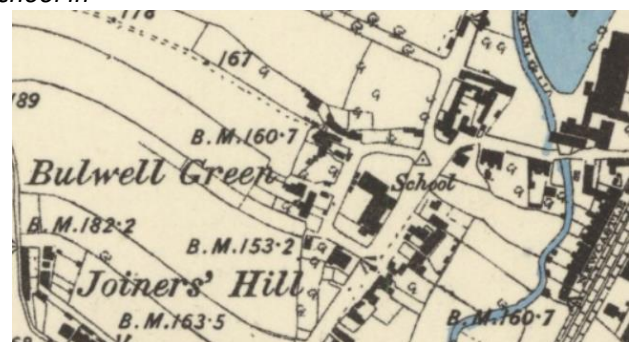 178
167
189
B.M.160·7
Bulwell Green
School
B.M.182·2
B.M.153·2
Joiners' Hill
B.M.163·5
B.M.160·7